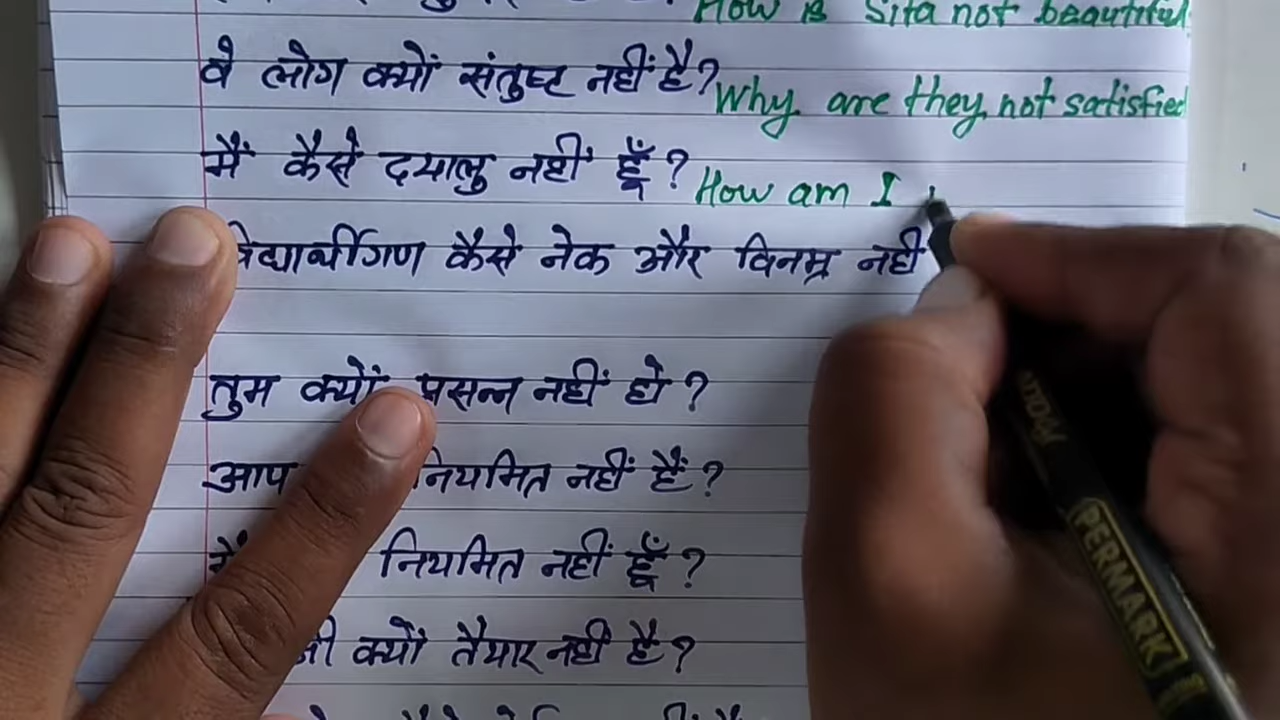 How is Sita not beautiful
वे लोग क्यों संतुष्ट नहीं है? Why are they not satisfied
मैं कैसे दयालु नहीं हूँ? How am I
विद्यार्थीगण कैसे नेक और विनम्र नहीं
तुम क्यों प्रसन्न नहीं हो?
आप नियमित नहीं हैं?
मैं नियमित नहीं हूँ?
क्यों तैयार नहीं है?
PERMARK